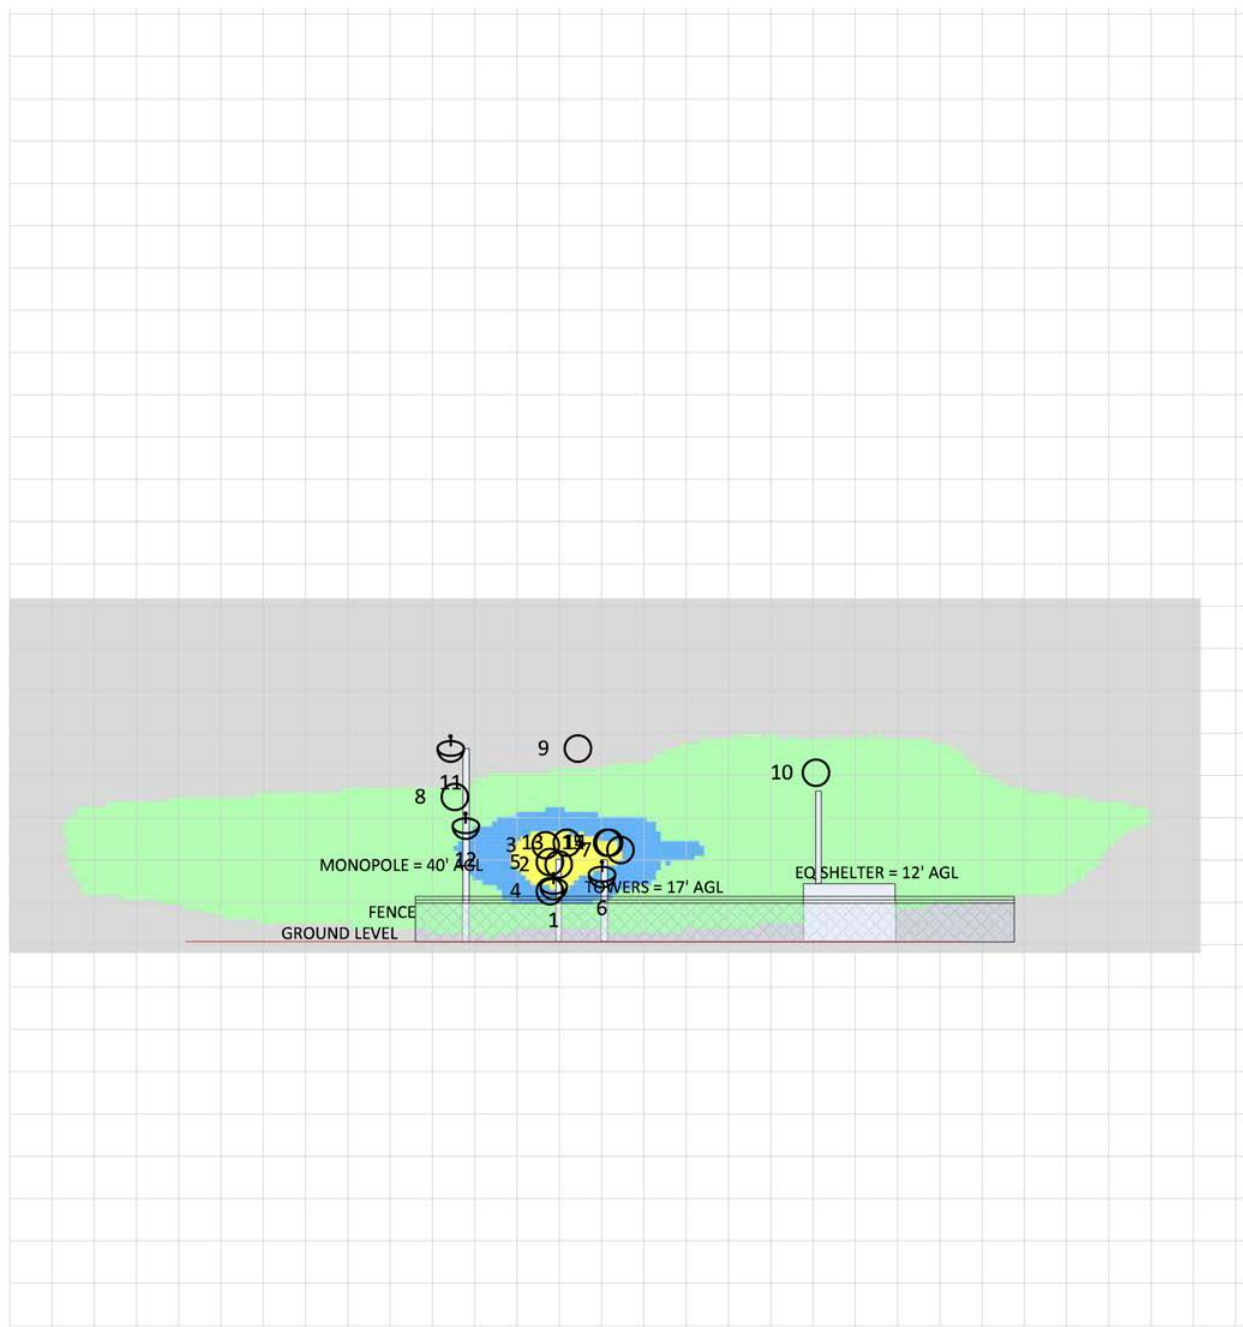 9
10
11
8
3
13
14
7
12
5
2
MONOPOLE = 40' AGL
EQ SHELTER = 12' AGL
4
TOWERS = 17' AGL
6
FENCE
1
GROUND LEVEL